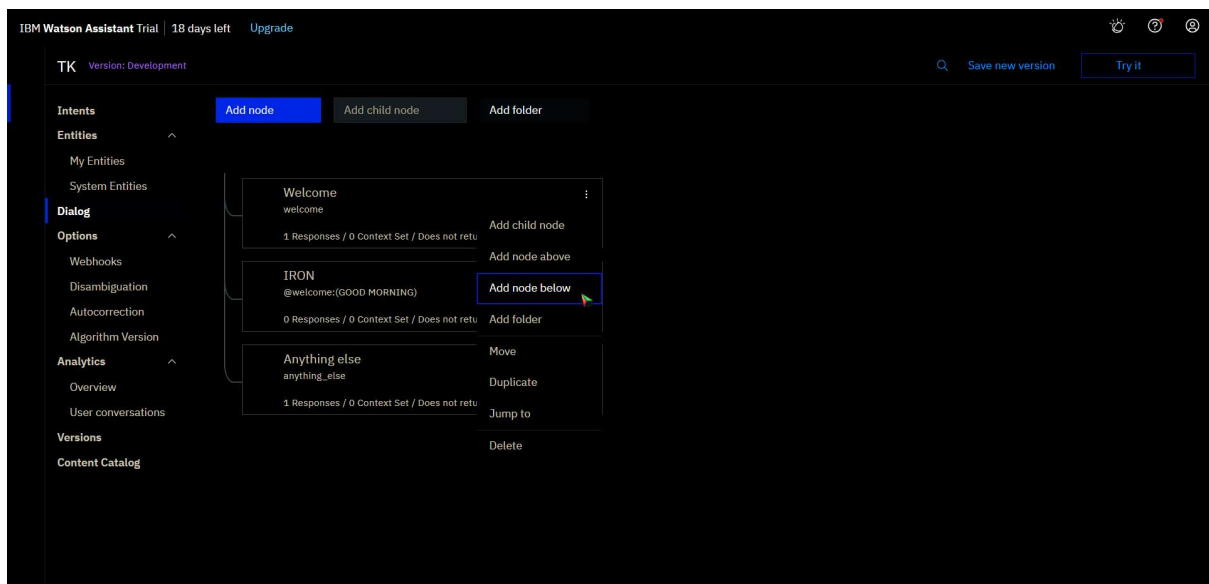 IBM Watson Assistant Trial 18 days left Upgrade
TK Version: Development Save new version Try it
Intents
Entities
My Entities
System Entities
Dialog
Options
Webhooks
Disambiguation
Autocorrection
Algorithm Version
Analytics
Overview
User conversations
Versions
Content Catalog
Add node Add child node Add folder
Welcome
welcome
1 Responses / 0 Context Set / Does not retu
IRON
@welcome:(GOOD MORNING)
0 Responses / 0 Context Set / Does not retu
Anything else
anything_else
1 Responses / 0 Context Set / Does not retu
Add child node
Add node above
Add node below
Add folder
Move
Duplicate
Jump to
Delete